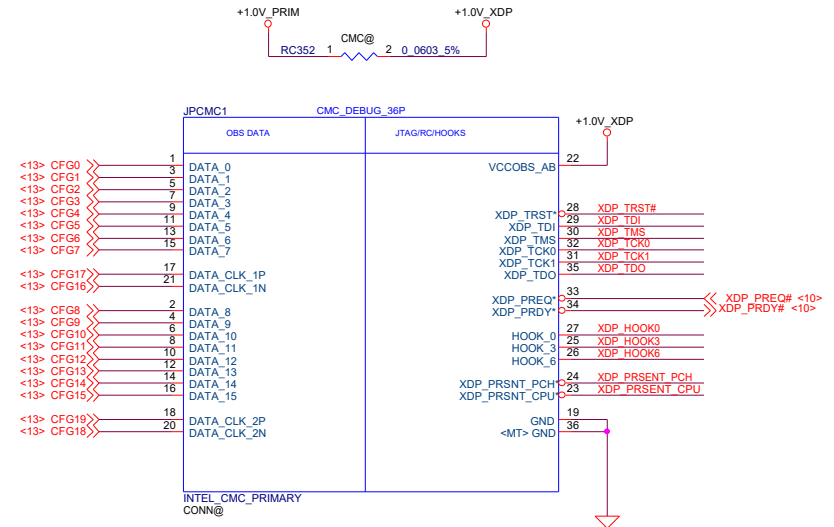 +1.0V_PRIM +1.0V_XDP
CMC@
RC352 1 2 0_0603_5%
JPCMC1 CMC_DEBUG_36P
OBS DATA JTAG/RC/HOOKS
+1.0V_XDP
<13> CFG0 1 DATA_0 VCCOBS_AB 22
<13> CFG1 3 DATA_1
<13> CFG2 5 DATA_2
<13> CFG3 7 DATA_3
<13> CFG4 9 DATA_4 XDP_TRST* 28 XDP_TRST#
<13> CFG5 11 DATA_5 XDP_TDI 29 XDP_TDI
<13> CFG6 13 DATA_6 XDP_TMS 30 XDP_TMS
<13> CFG7 15 DATA_7 XDP_TCK0 32 XDP_TCK0
XDP_TCK1 31 XDP_TCK1
<13> CFG17 17 DATA_CLK_1P XDP_TDO 35 XDP_TDO
<13> CFG16 21 DATA_CLK_1N
XDP_PREQ* 33 XDP_PREQ# <10>
<13> CFG8 2 DATA_8 XDP_PRDY* 34 XDP_PRDY# <10>
<13> CFG9 4 DATA_9
<13> CFG10 6 DATA_10 HOOK_0 27 XDP_HOOK0
<13> CFG11 8 DATA_11 HOOK_3 25 XDP_HOOK3
<13> CFG12 10 DATA_12 HOOK_6 26 XDP_HOOK6
<13> CFG13 12 DATA_13
<13> CFG14 14 DATA_14 XDP_PRSNT_PCH* 24 XDP_PRSENT_PCH
<13> CFG15 16 DATA_15 XDP_PRSNT_CPU* 23 XDP_PRSENT_CPU
<13> CFG19 18 DATA_CLK_2P GND 19
<13> CFG18 20 DATA_CLK_2N <MT> GND 36
INTEL_CMC_PRIMARY
CONN@